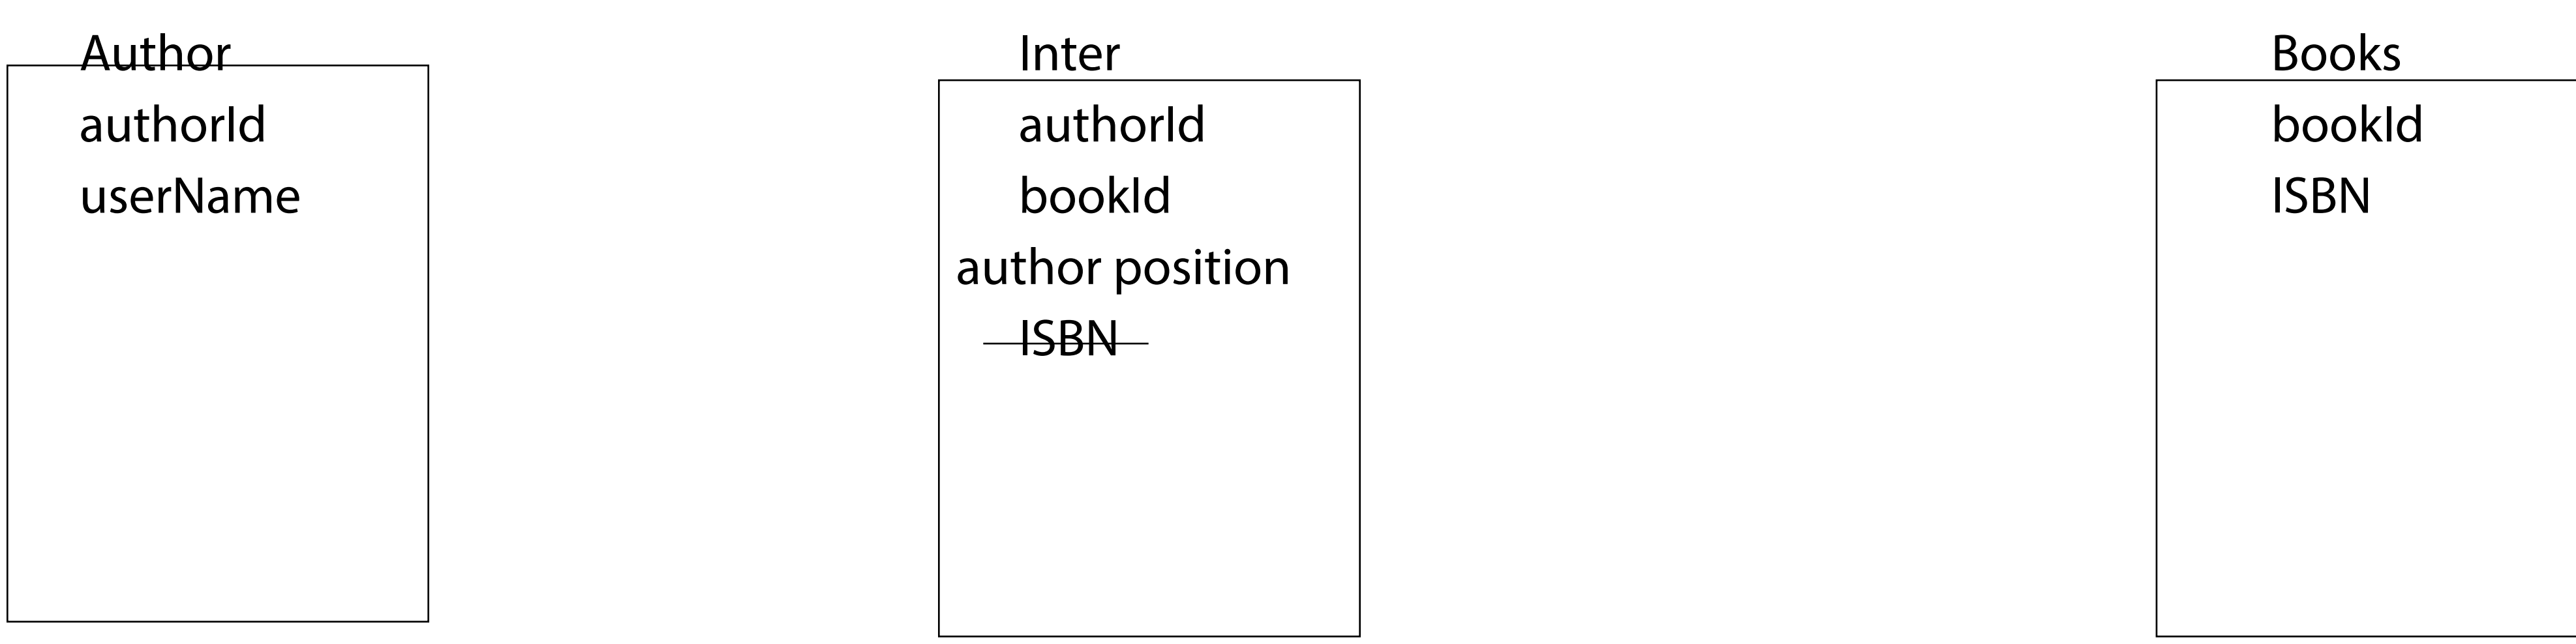 Author
authorId
userName
Inter
authorId
bookId
author position
ISBN
Books
bookId
ISBN